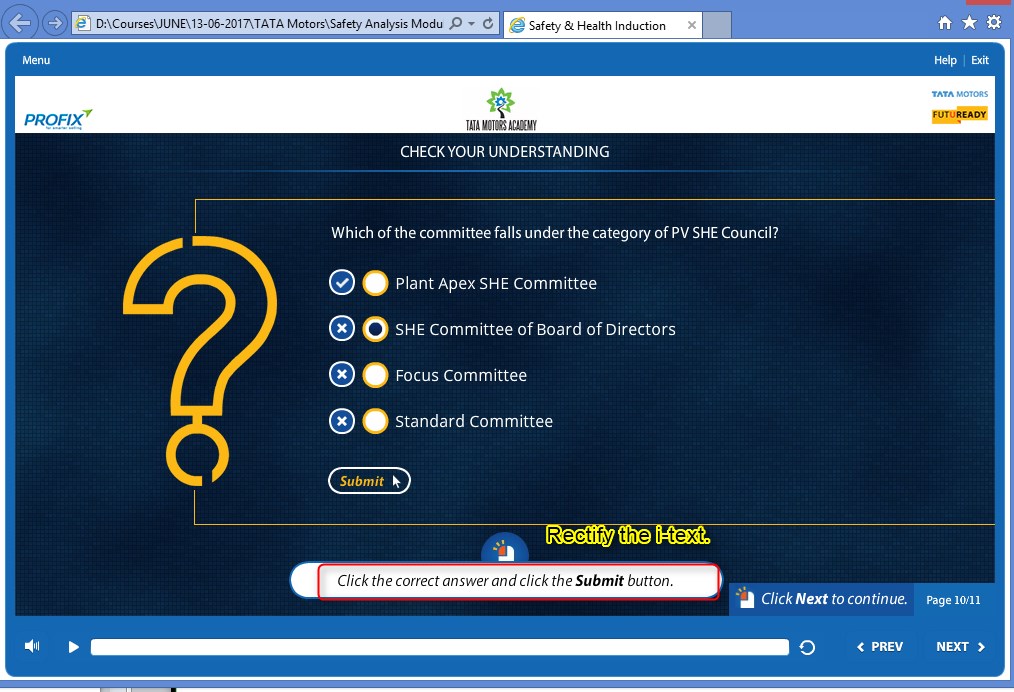 D:\Courses\JUNE\13-06-2017\TATA Motors\Safety Analysis Modu
Safety & Health Induction
Menu
Help | Exit
PROFIX
for smarter selling
TATA MOTORS ACADEMY
TATA MOTORS
FUTUREADY
CHECK YOUR UNDERSTANDING
Which of the committee falls under the category of PV SHE Council?
Plant Apex SHE Committee
SHE Committee of Board of Directors
Focus Committee
Standard Committee
Submit
Rectify the i-text.
Click the correct answer and click the Submit button.
Click Next to continue.
Page 10/11
PREV
NEXT